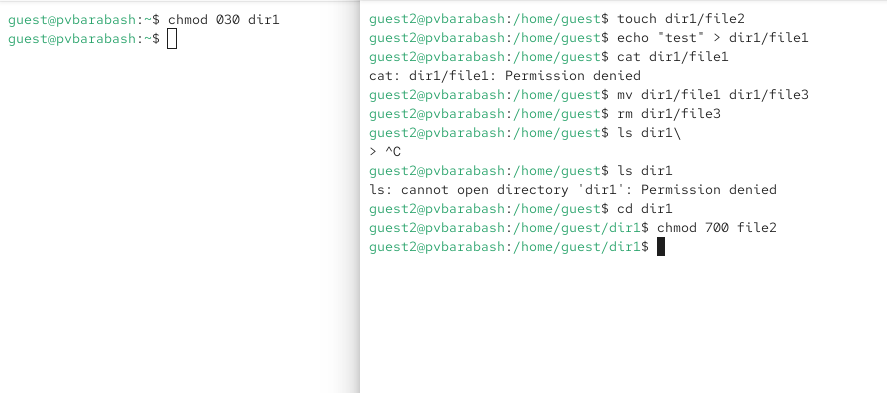 guest@pvbarabash:~$ chmod 030 dir1
guest@pvbarabash:~$
guest2@pvbarabash:/home/guest$ touch dir1/file2
guest2@pvbarabash:/home/guest$ echo "test" > dir1/file1
guest2@pvbarabash:/home/guest$ cat dir1/file1
cat: dir1/file1: Permission denied
guest2@pvbarabash:/home/guest$ mv dir1/file1 dir1/file3
guest2@pvbarabash:/home/guest$ rm dir1/file3
guest2@pvbarabash:/home/guest$ ls dir1\
> ^C
guest2@pvbarabash:/home/guest$ ls dir1
ls: cannot open directory 'dir1': Permission denied
guest2@pvbarabash:/home/guest$ cd dir1
guest2@pvbarabash:/home/guest/dir1$ chmod 700 file2
guest2@pvbarabash:/home/guest/dir1$